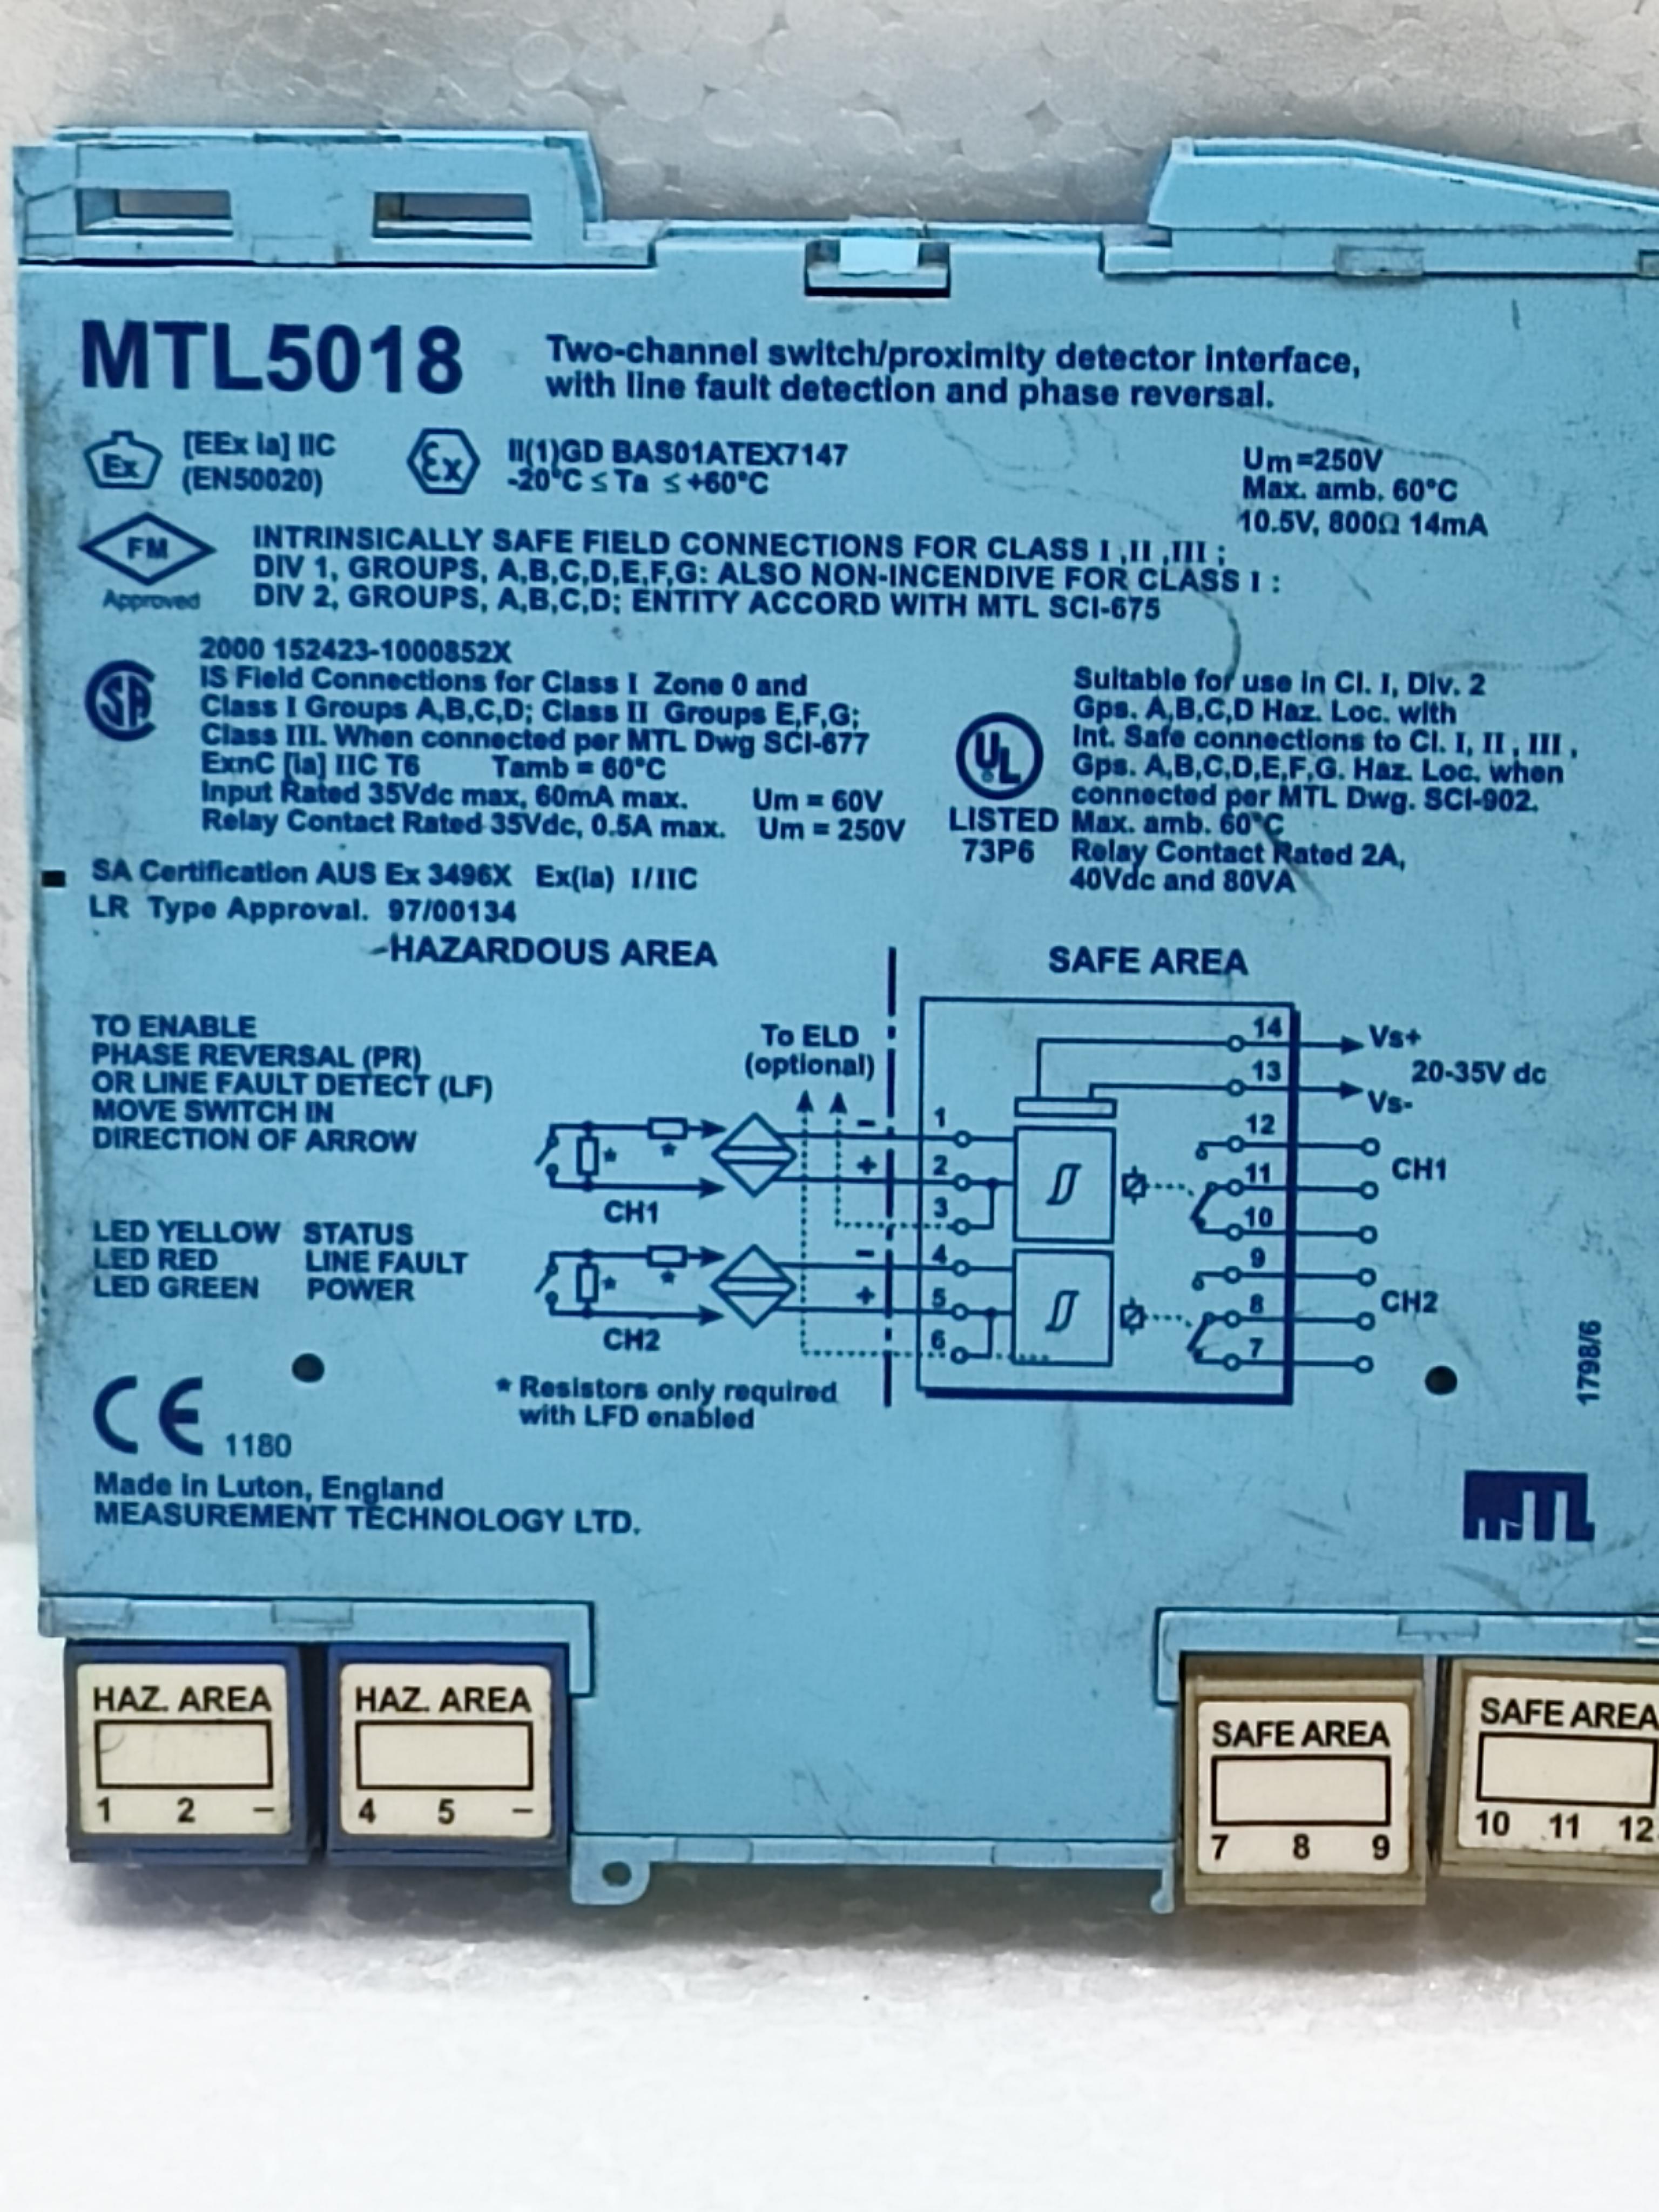 MTL5018
Two-channel switch/proximity detector interface,
with line fault detection and phase reversal.
Ex
[EEx ia] IIC
(EN50020)
Ex
II(1)GD BAS01ATEX7147
-20°C ≤ Ta ≤ +60°C
Um=250V
Max. amb. 60°C
10.5V, 800Ω 14mA
FM
Approved
INTRINSICALLY SAFE FIELD CONNECTIONS FOR CLASS I ,II ,III ;
DIV 1, GROUPS, A,B,C,D,E,F,G: ALSO NON-INCENDIVE FOR CLASS I :
DIV 2, GROUPS, A,B,C,D; ENTITY ACCORD WITH MTL SCI-675
SA
2000 152423-1000852X
IS Field Connections for Class I Zone 0 and
Class I Groups A,B,C,D; Class II Groups E,F,G;
Class III. When connected per MTL Dwg SCI-677
ExnC [ia] IIC T6 Tamb = 60°C
Input Rated 35Vdc max, 60mA max. Um = 60V
Relay Contact Rated 35Vdc, 0.5A max. Um = 250V
UL
LISTED
73P6
Suitable for use in Cl. I, Div. 2
Gps. A,B,C,D Haz. Loc. with
Int. Safe connections to Cl. I, II , III ,
Gps. A,B,C,D,E,F,G. Haz. Loc. when
connected per MTL Dwg. SCI-902.
Max. amb. 60°C
Relay Contact Rated 2A,
40Vdc and 80VA
SA Certification AUS Ex 3496X Ex(ia) I/IIC
LR Type Approval. 97/00134
HAZARDOUS AREA
SAFE AREA
TO ENABLE
PHASE REVERSAL (PR)
OR LINE FAULT DETECT (LF)
MOVE SWITCH IN
DIRECTION OF ARROW
LED YELLOW STATUS
LED RED LINE FAULT
LED GREEN POWER
To ELD
(optional)
*
*
CH1
*
*
CH2
-
+
-
+
1
2
3
4
5
6
14
13
12
11
10
9
8
7
Vs+
20-35V dc
Vs-
CH1
CH2
* Resistors only required
with LFD enabled
1798/6
CE 1180
Made in Luton, England
MEASUREMENT TECHNOLOGY LTD.
MTL
HAZ. AREA
1 2 –
HAZ. AREA
4 5 –
SAFE AREA
7 8 9
SAFE AREA
10 11 12